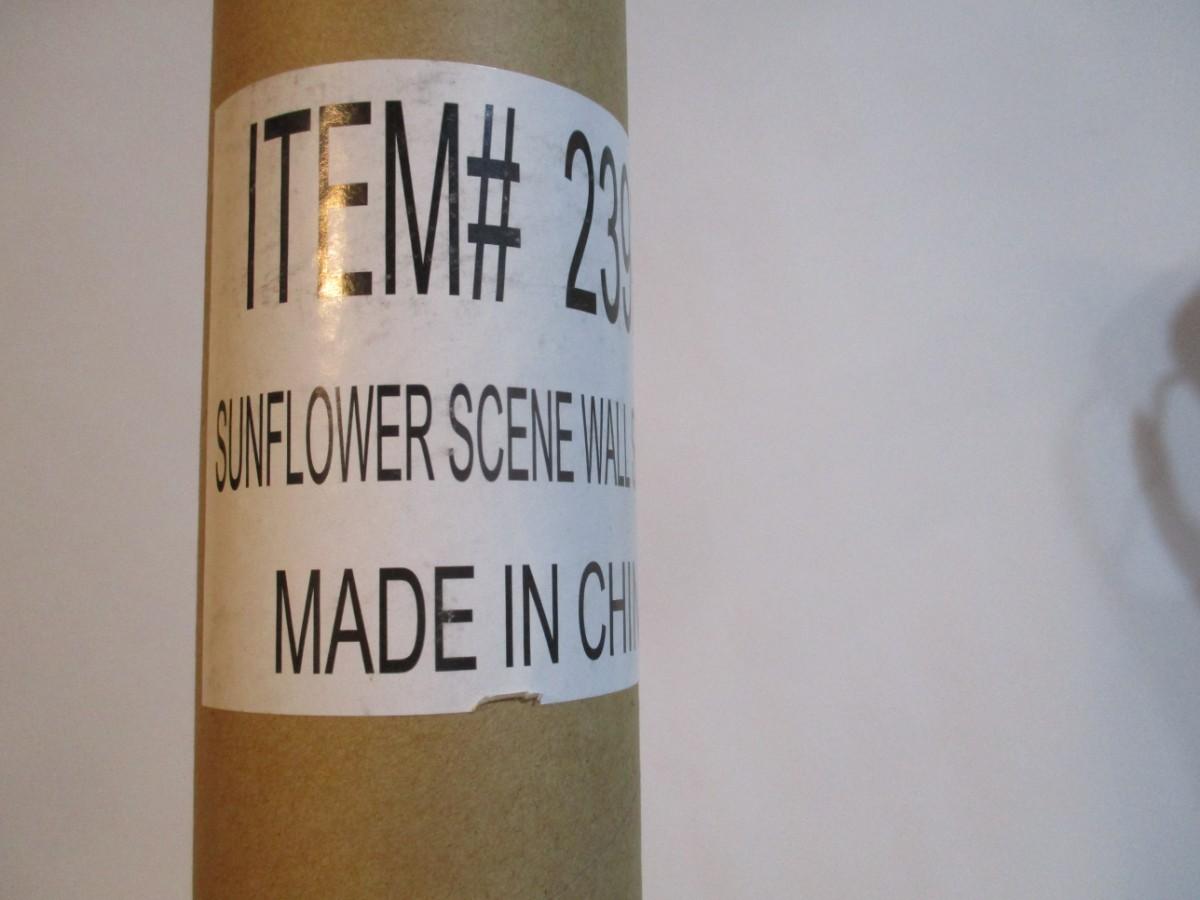 ITEM# 239
SUNFLOWER SCENE WALL
MADE IN CHI